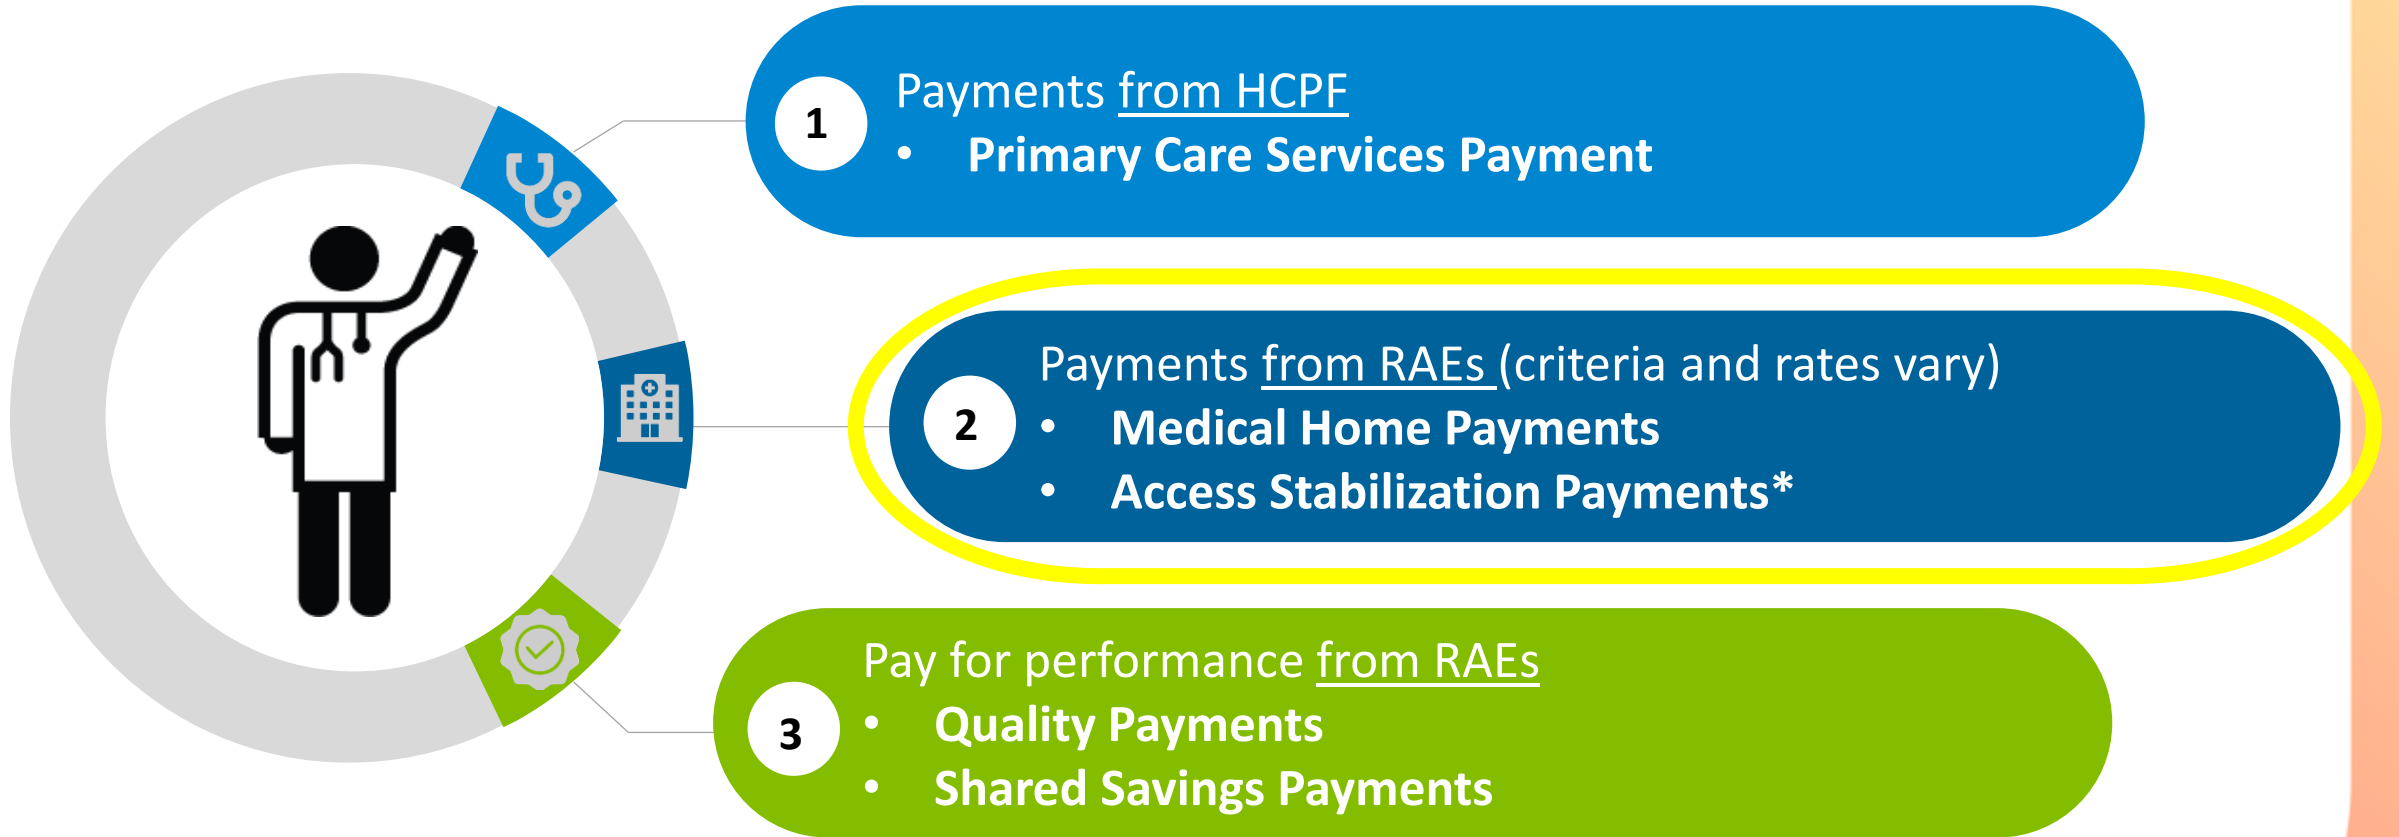 1
Payments from HCPF
• Primary Care Services Payment
2
Payments from RAEs (criteria and rates vary)
• Medical Home Payments
• Access Stabilization Payments*
3
Pay for performance from RAEs
• Quality Payments
• Shared Savings Payments